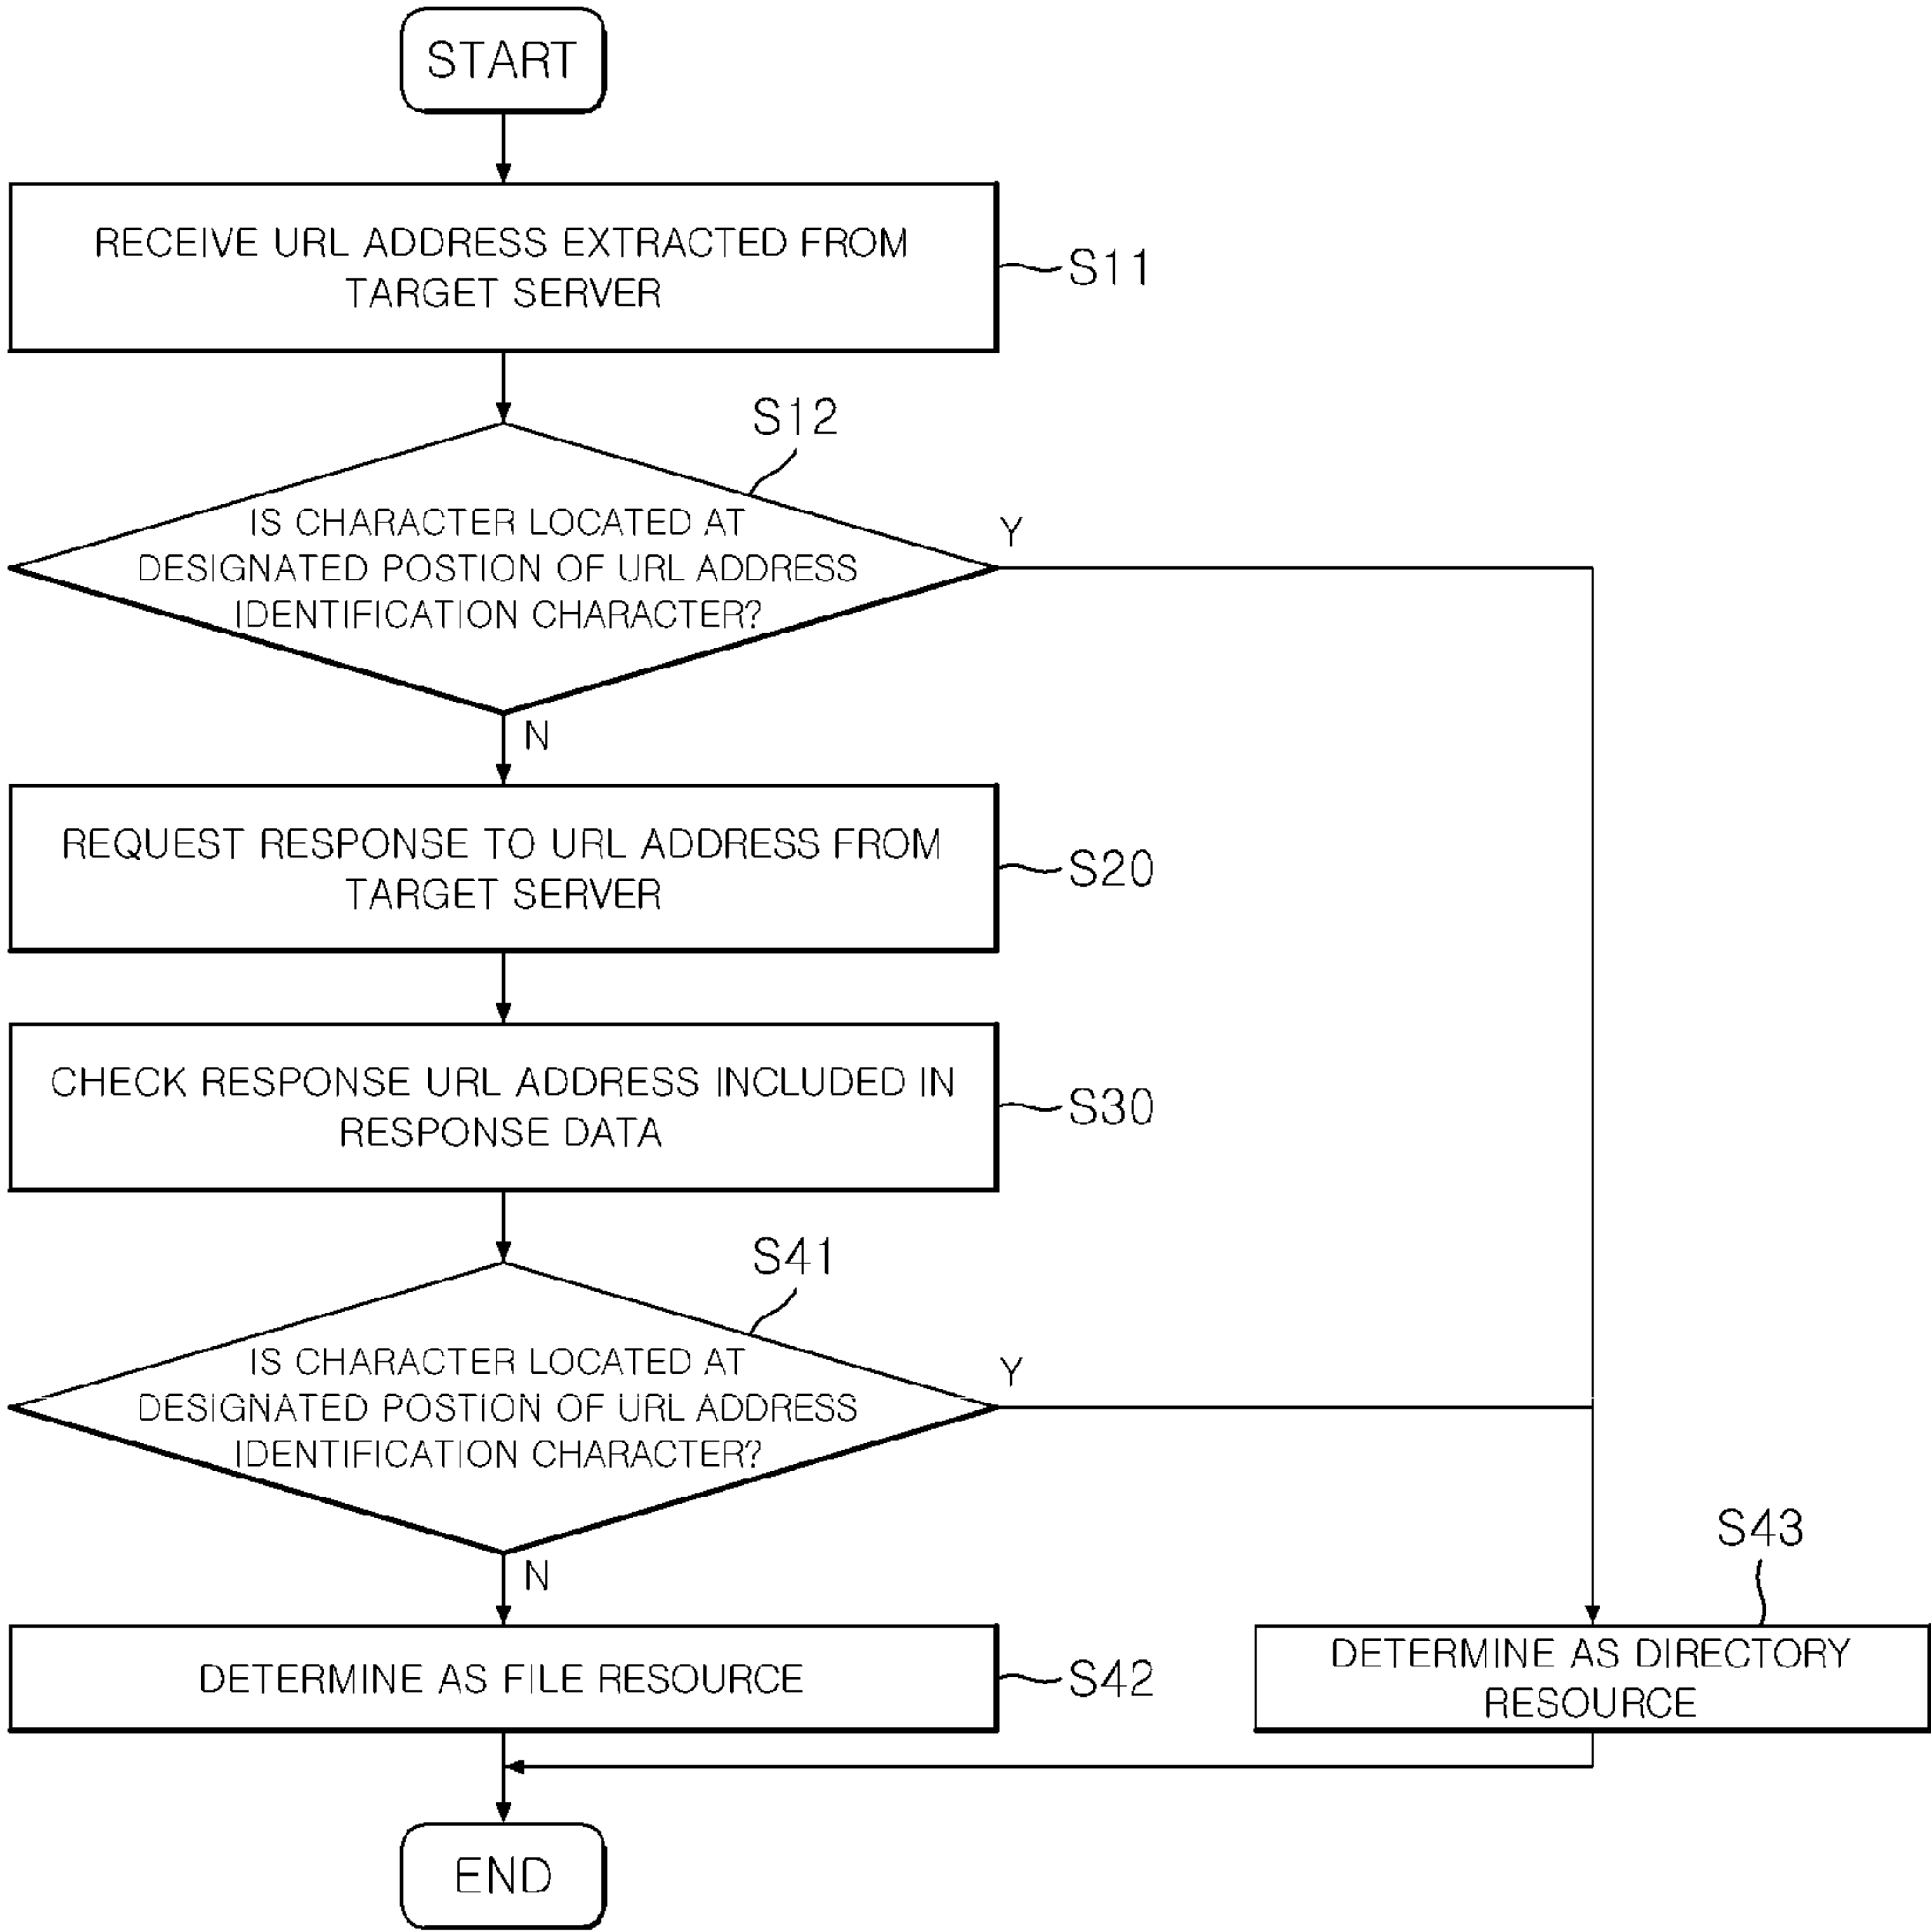 START
RECEIVE URL ADDRESS EXTRACTED FROM
TARGET SERVER
S11
S12
IS CHARACTER LOCATED AT
DESIGNATED POSTION OF URL ADDRESS
IDENTIFICATION CHARACTER?
Y
N
REQUEST RESPONSE TO URL ADDRESS FROM
TARGET SERVER
S20
CHECK RESPONSE URL ADDRESS INCLUDED IN
RESPONSE DATA
S30
S41
IS CHARACTER LOCATED AT
DESIGNATED POSTION OF URL ADDRESS
IDENTIFICATION CHARACTER?
Y
N
S43
DETERMINE AS FILE RESOURCE
S42
DETERMINE AS DIRECTORY
RESOURCE
END